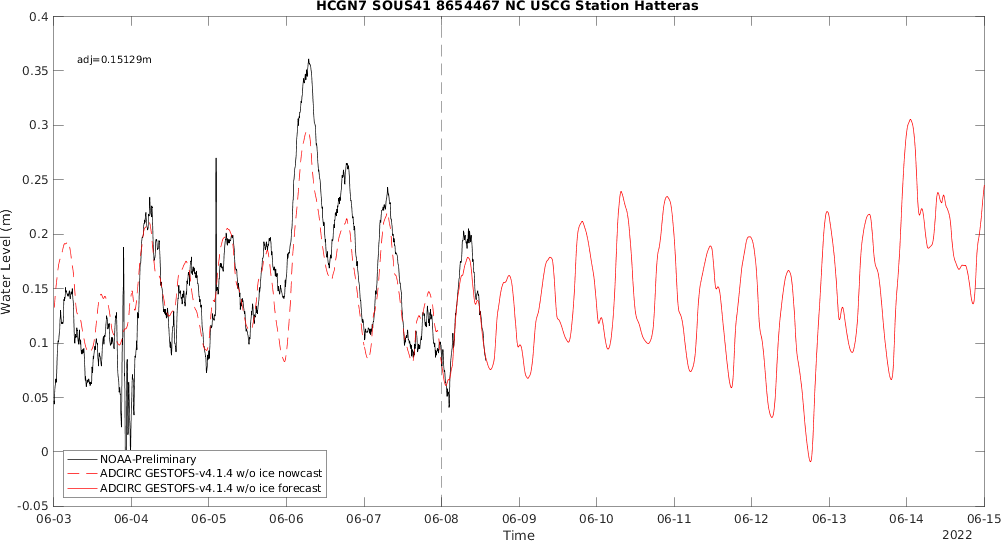 HCGN7 SOUS41 8654467 NC USCG Station Hatteras
0.4
0.35
0.3
0.25
0.2
0.15
0.1
0.05
0
-0.05
Water Level (m)
adj=0.15129m
NOAA-Preliminary
ADCIRC GESTOFS-v4.1.4 w/o ice nowcast
ADCIRC GESTOFS-v4.1.4 w/o ice forecast
06-03 06-04 06-05 06-06 06-07 06-08 06-09 06-10 06-11 06-12 06-13 06-14 06-15
Time
2022